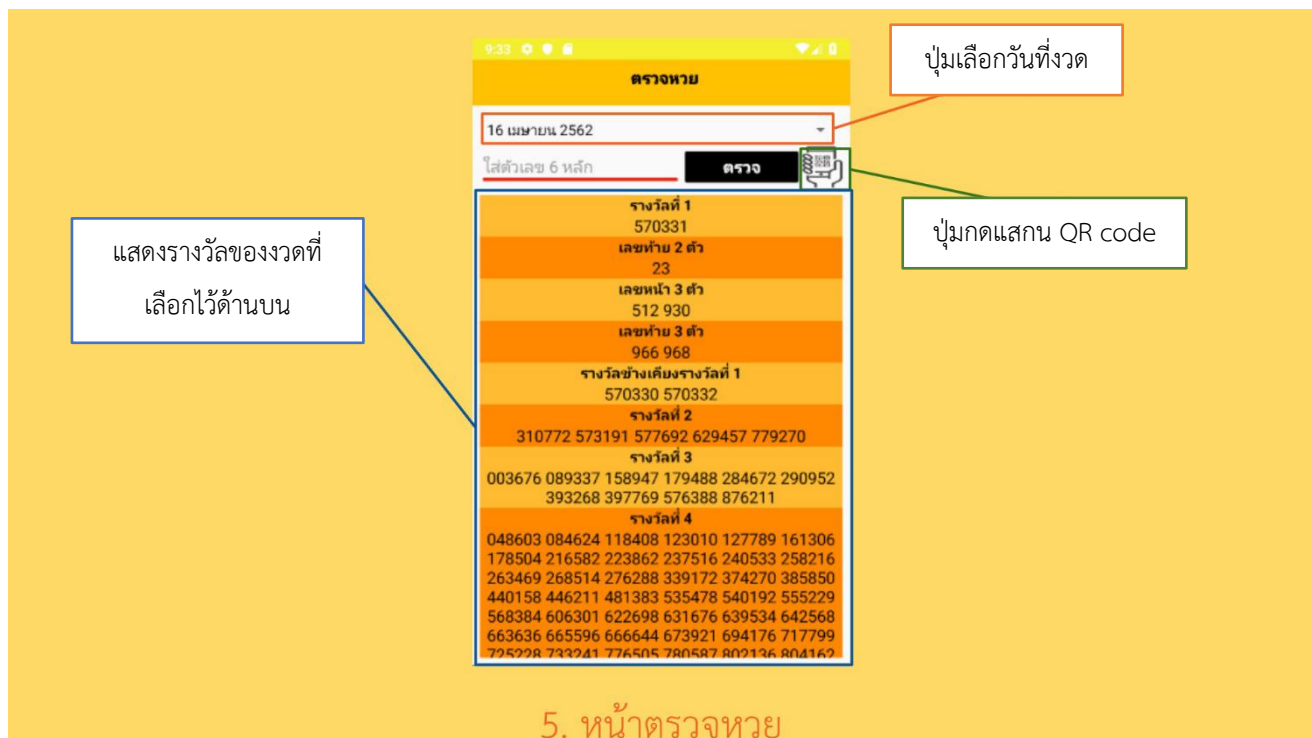 9:33
ตรวจหวย
ปุ่มเลือกวันที่งวด
16 เมษายน 2562
ใส่ตัวเลข 6 หลัก
ตรวจ
ปุ่มกดแสกน QR code
แสดงรางวัลของงวดที่
เลือกไว้ด้านบน
รางวัลที่ 1
570331
เลขท้าย 2 ตัว
23
เลขหน้า 3 ตัว
512 930
เลขท้าย 3 ตัว
966 968
รางวัลข้างเคียงรางวัลที่ 1
570330 570332
รางวัลที่ 2
310772 573191 577692 629457 779270
รางวัลที่ 3
003676 089337 158947 179488 284672 290952
393268 397769 576388 876211
รางวัลที่ 4
048603 084624 118408 123010 127789 161306
178504 216582 223862 237516 240533 258216
263469 268514 276288 339172 374270 385850
440158 446211 481383 535478 540192 555229
568384 606301 622698 631676 639534 642568
663636 665596 666644 673921 694176 717799
725228 733241 776505 780587 802136 804162
5. หน้าตรวจหวย